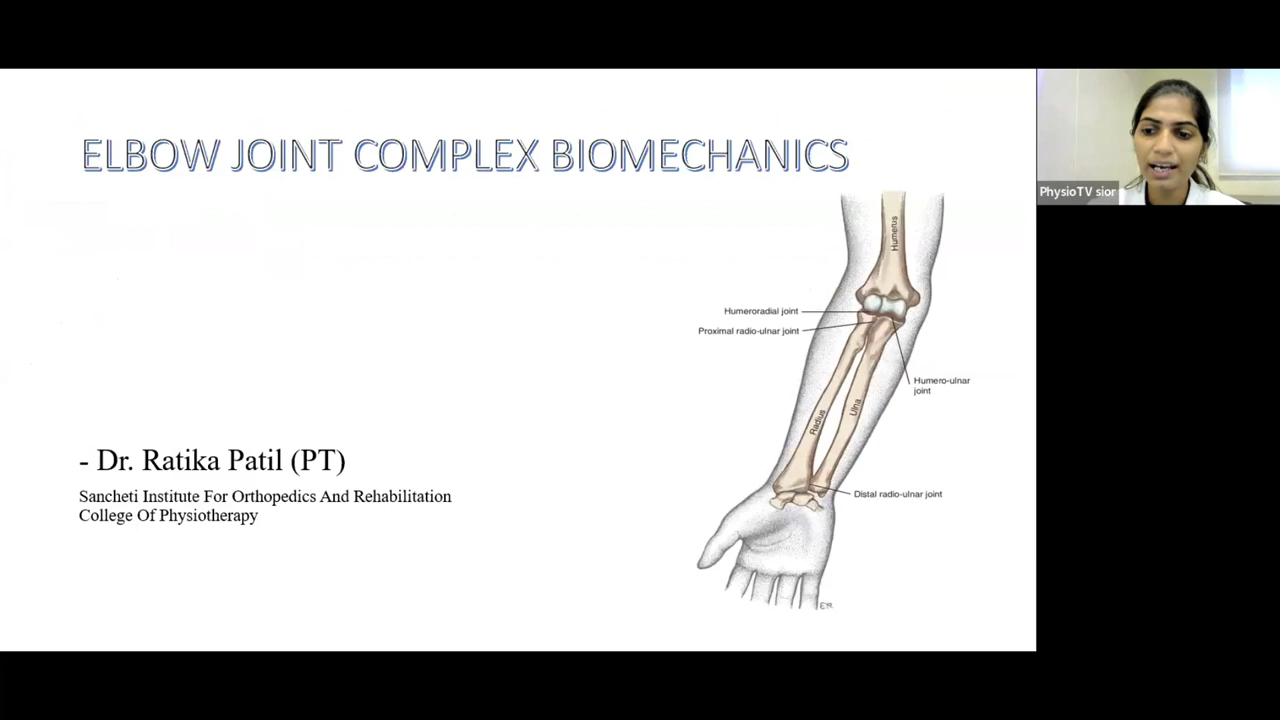 ELBOW JOINT COMPLEX BIOMECHANICS
Humerus
Humeroradial joint
Proximal radio-ulnar joint
Humero-ulnar
joint
Radius
Ulna
Distal radio-ulnar joint
- Dr. Ratika Patil (PT)
Sancheti Institute For Orthopedics And Rehabilitation
College Of Physiotherapy
PhysioTV sior